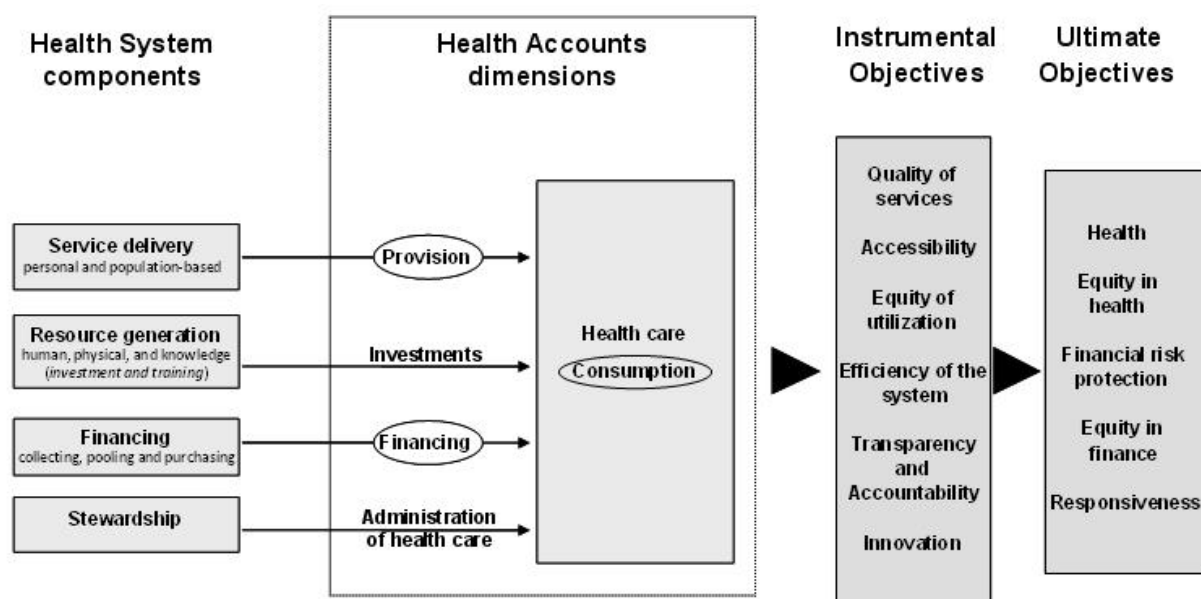 Health System
components
Health Accounts
dimensions
Instrumental
Objectives
Ultimate
Objectives
Service delivery
personal and population-based
Resource generation
human, physical, and knowledge
(investment and training)
Financing
collecting, pooling and purchasing
Stewardship
Provision
Investments
Financing
Administration
of health care
Health care
Consumption
Quality of
services
Accessibility
Equity of
utilization
Efficiency of the
system
Transparency
and
Accountability
Innovation
Health
Equity in
health
Financial risk
protection
Equity in
finance
Responsiveness